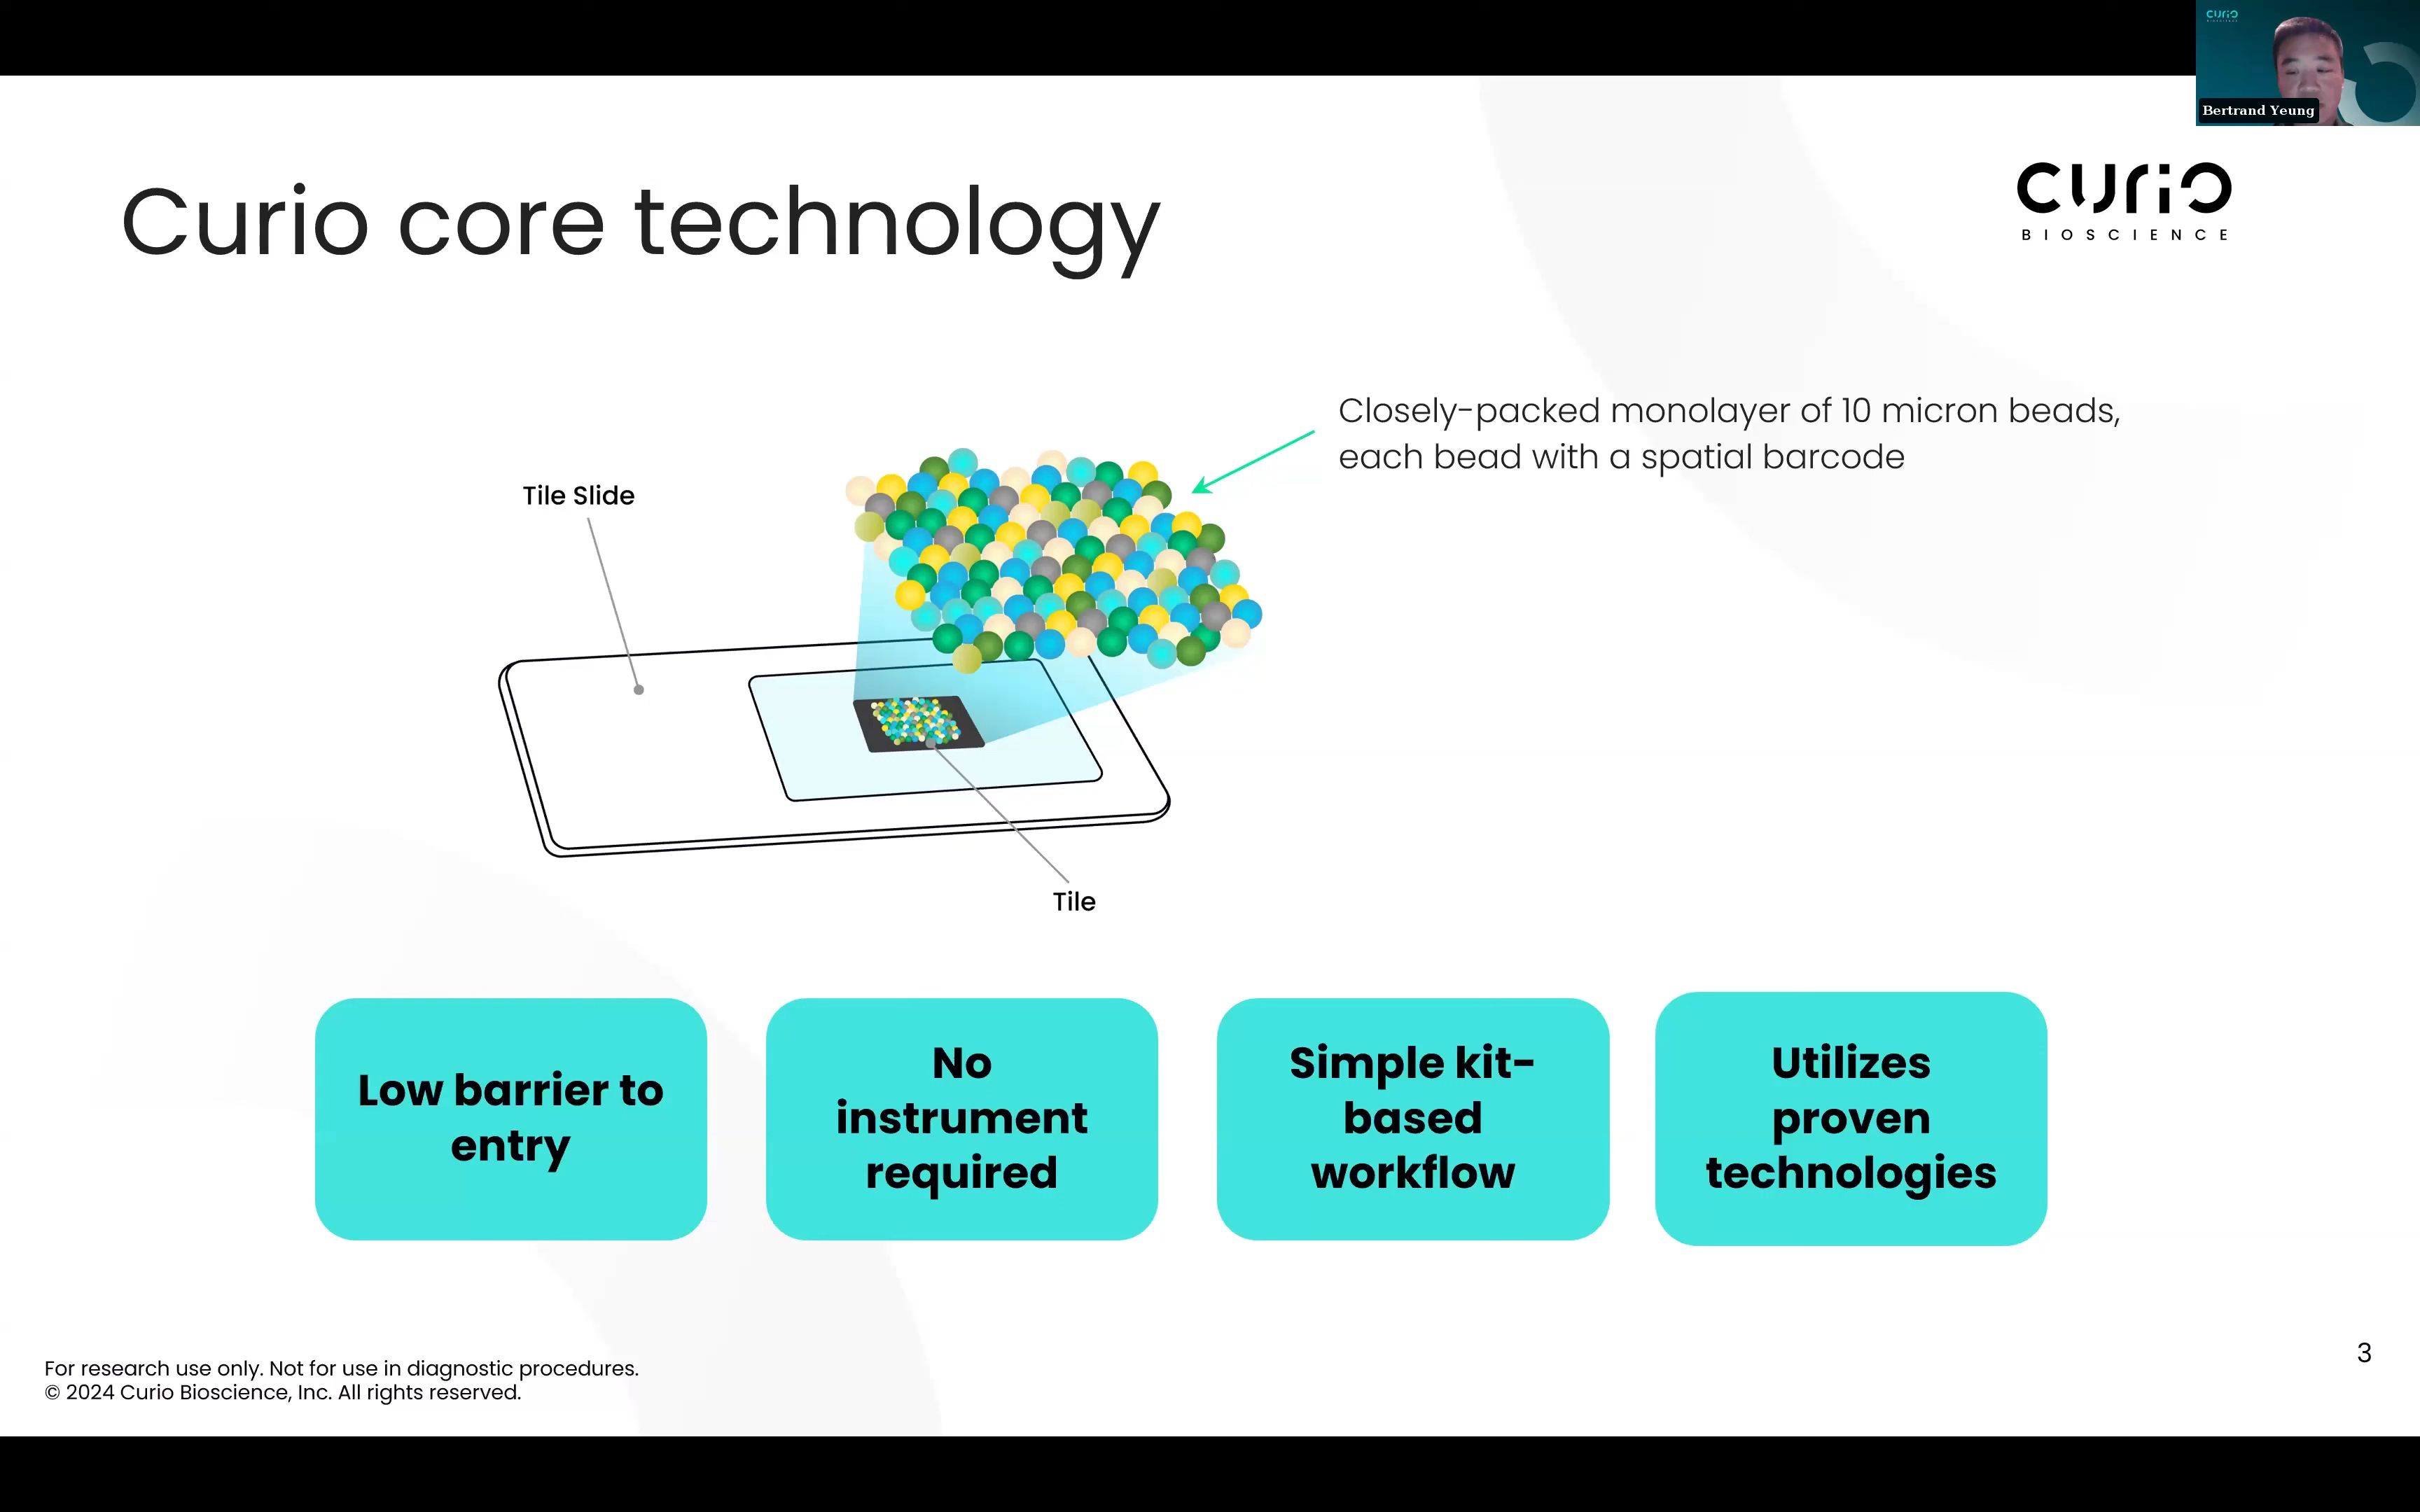 CURIO
Bertrand Yeung
Curio core technology
CURIO
BIOSCIENCE
Closely-packed monolayer of 10 micron beads,
each bead with a spatial barcode
Tile Slide
Tile
Low barrier to
entry
No
instrument
required
Simple kit-
based
workflow
Utilizes
proven
technologies
For research use only. Not for use in diagnostic procedures.
© 2024 Curio Bioscience, Inc. All rights reserved.
3